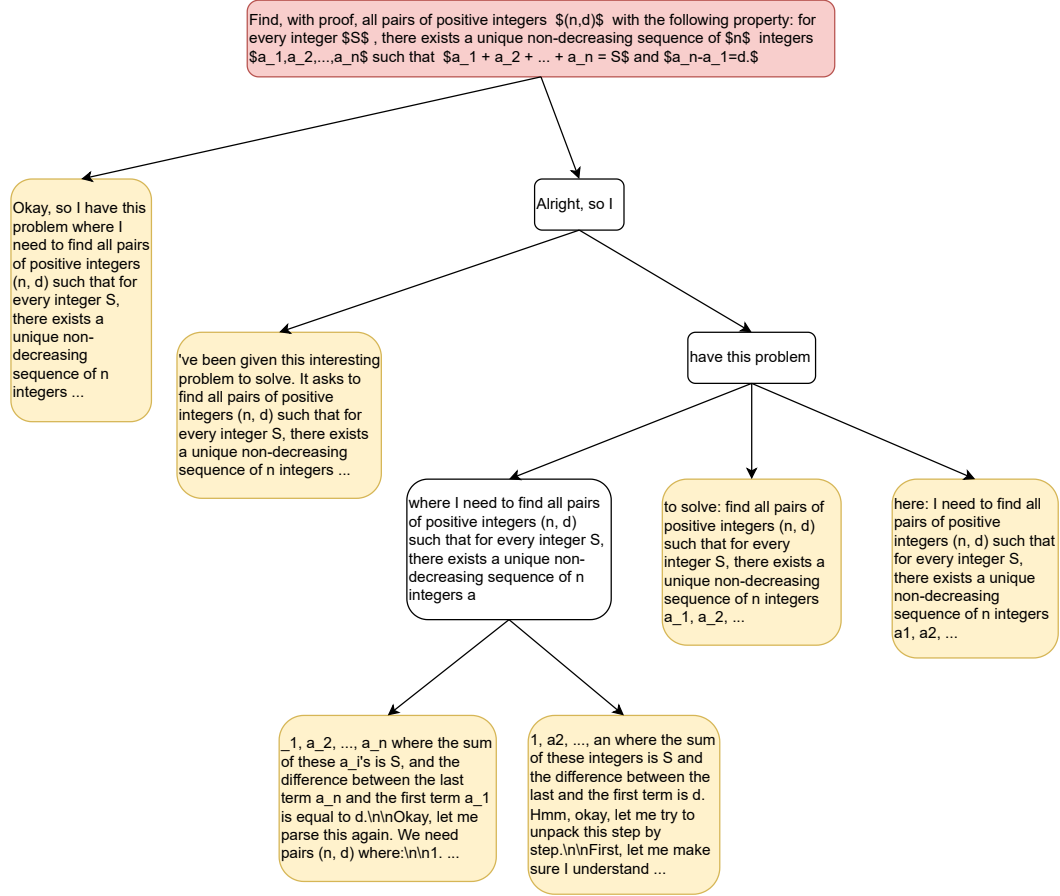 Find, with proof, all pairs of positive integers  $(n,d)$  with the following property: for
every integer $S$ , there exists a unique non-decreasing sequence of $n$  integers
$a_1,a_2,...,a_n$ such that  $a_1 + a_2 + ... + a_n = S$ and $a_n-a_1=d.$
Okay, so I have this
problem where I
need to find all pairs
of positive integers
(n, d) such that for
every integer S,
there exists a
unique non-
decreasing
sequence of n
integers ...
Alright, so I
've been given this interesting
problem to solve. It asks to
find all pairs of positive
integers (n, d) such that for
every integer S, there exists
a unique non-decreasing
sequence of n integers ...
have this problem
where I need to find all pairs
of positive integers (n, d)
such that for every integer S,
there exists a unique non-
decreasing sequence of n
integers a
to solve: find all pairs of
positive integers (n, d)
such that for every
integer S, there exists a
unique non-decreasing
sequence of n integers
a_1, a_2, ...
here: I need to find all
pairs of positive
integers (n, d) such that
for every integer S,
there exists a unique
non-decreasing
sequence of n integers
a1, a2, ...
_1, a_2, ..., a_n where the sum
of these a_i's is S, and the
difference between the last
term a_n and the first term a_1
is equal to d.\n\nOkay, let me
parse this again. We need
pairs (n, d) where:\n\n1. ...
1, a2, ..., an where the sum
of these integers is S and
the difference between the
last and the first term is d.
Hmm, okay, let me try to
unpack this step by
step.\n\nFirst, let me make
sure I understand ...